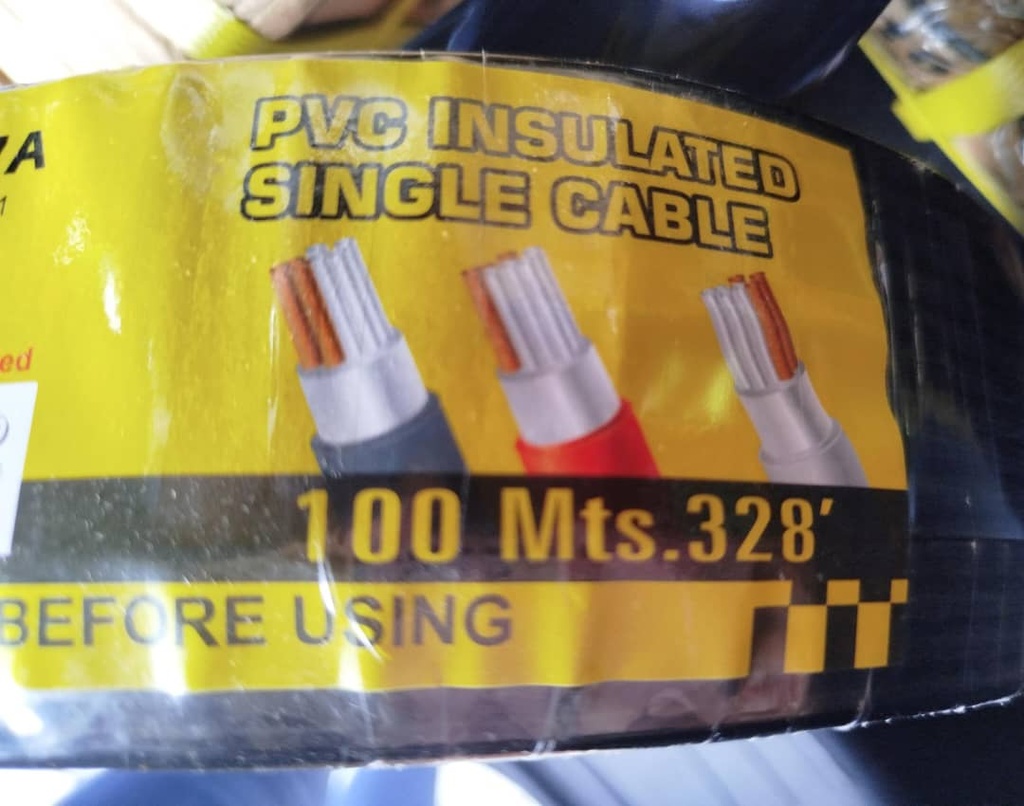 PVC INSULATED
SINGLE CABLE
100 Mts.328'
BEFORE USING